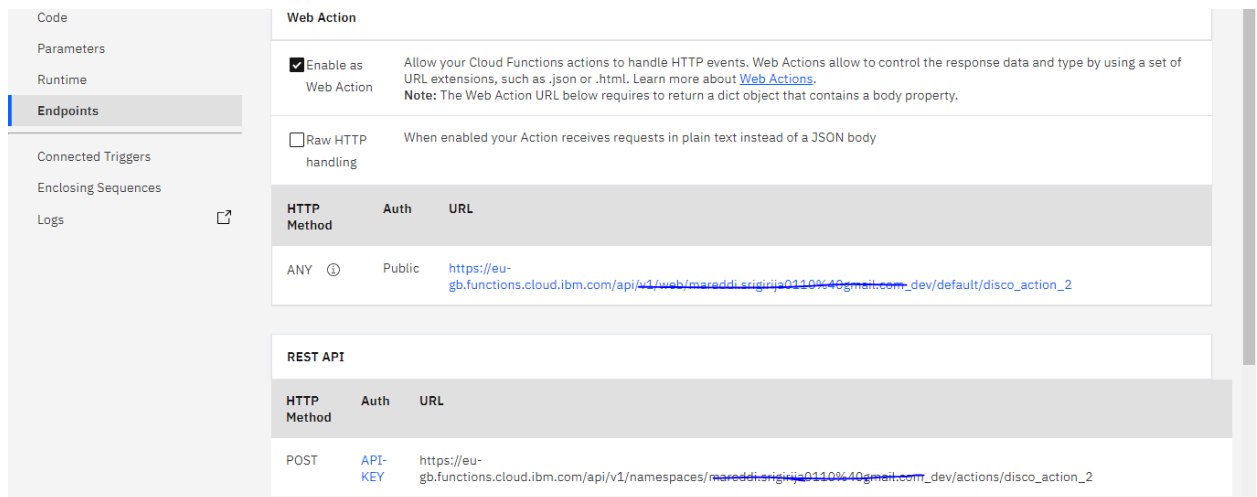 Code
Parameters
Runtime
Endpoints
Connected Triggers
Enclosing Sequences
Logs
Web Action
Enable as
Web Action
Allow your Cloud Functions actions to handle HTTP events. Web Actions allow to control the response data and type by using a set of
URL extensions, such as .json or .html. Learn more about Web Actions.
Note: The Web Action URL below requires to return a dict object that contains a body property.
Raw HTTP
handling
When enabled your Action receives requests in plain text instead of a JSON body
HTTP
Method
Auth
URL
ANY
Public
https://eu-
gb.functions.cloud.ibm.com/api/ _dev/default/disco_action_2
REST API
HTTP
Method
Auth
URL
POST
API-
KEY
https://eu-
gb.functions.cloud.ibm.com/api/v1/namespaces/ _dev/actions/disco_action_2